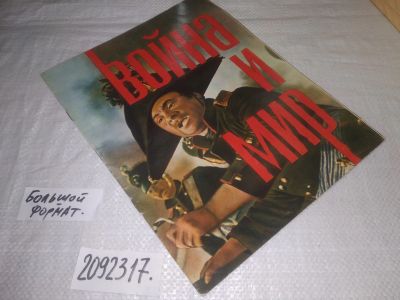 ВОЙНА
И
МИР
БОЛЬШОЙ
ФОРМАТ.
2092317.